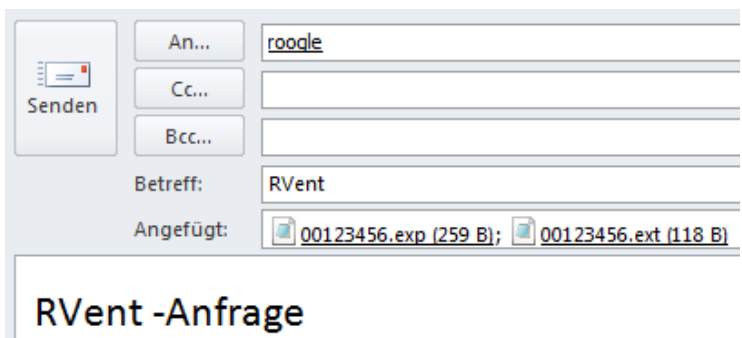 An... roogle
Senden
Cc...
Bcc...
Betreff: RVent
Angefügt: 00123456.exp (259 B); 00123456.ext (118 B)
RVent -Anfrage